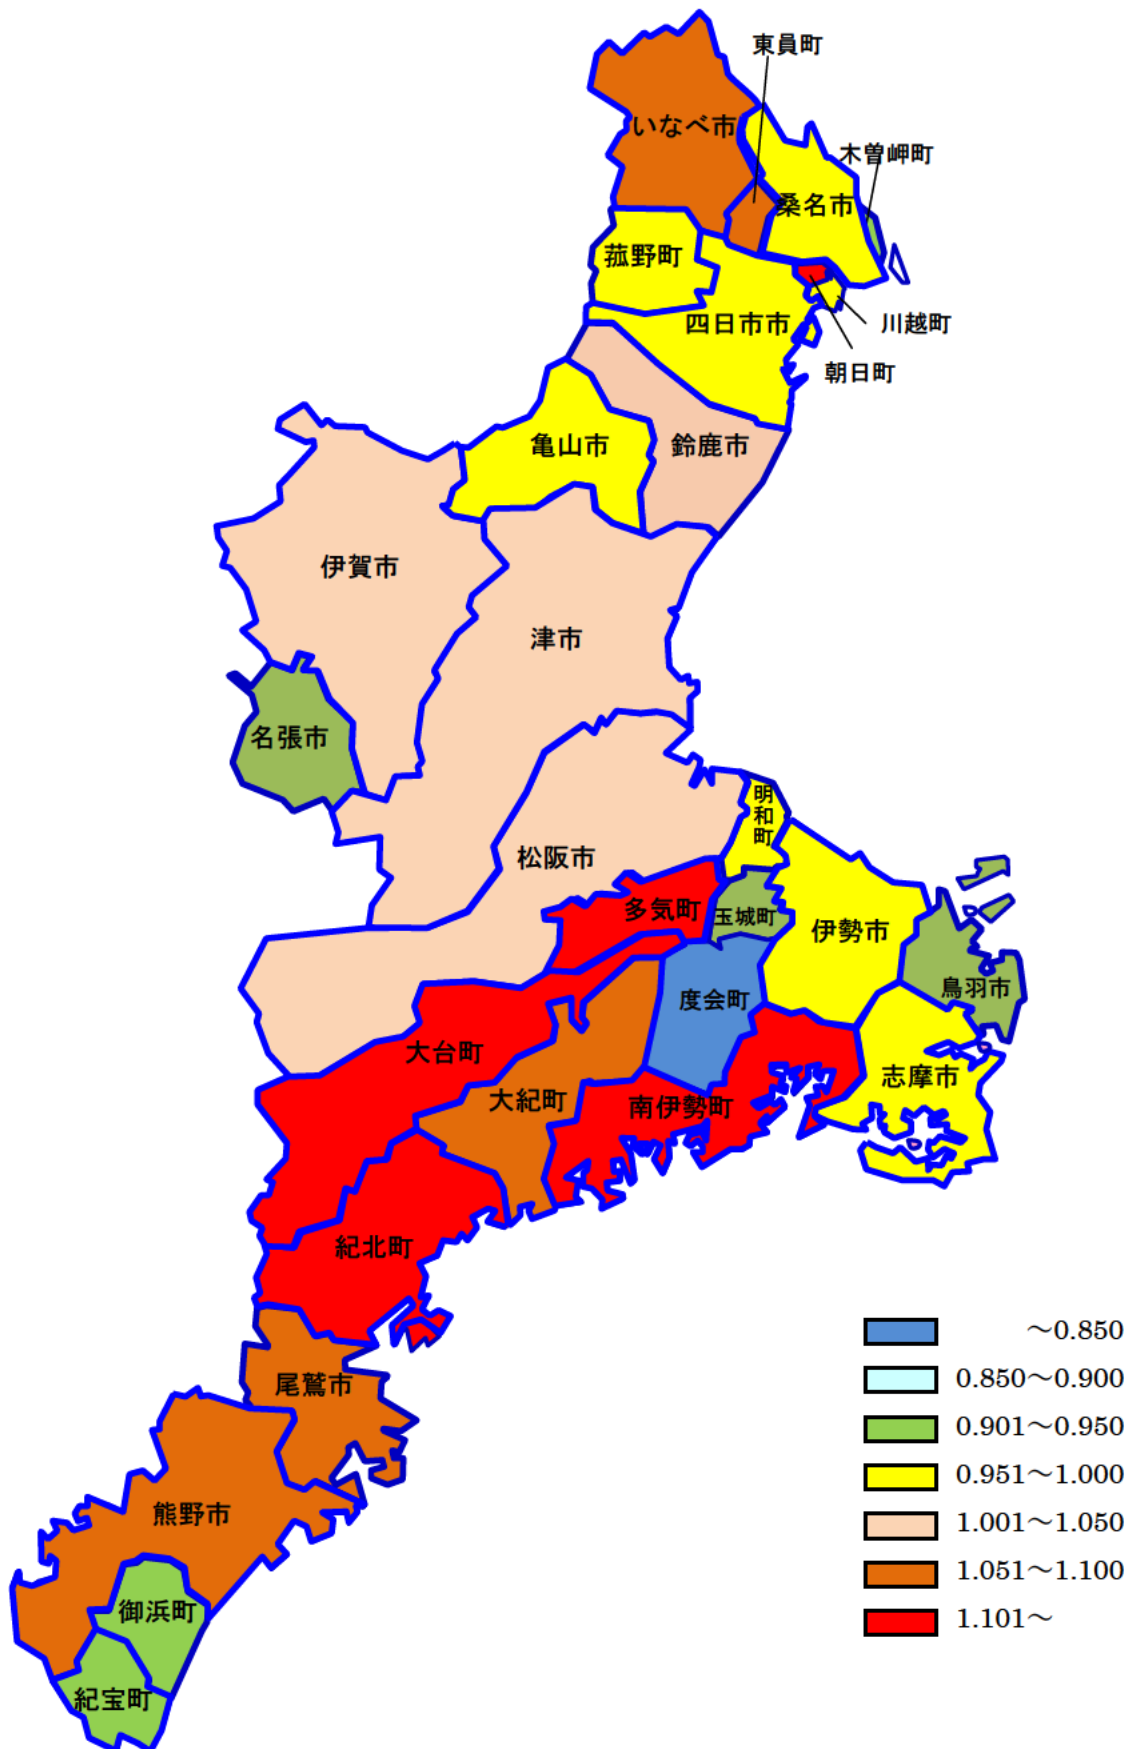 東員町
いなべ市
木曽岬町
桑名市
菰野町
四日市市
川越町
朝日町
亀山市
鈴鹿市
伊賀市
津市
名張市
明和町
松阪市
多気町
玉城町
伊勢市
鳥羽市
度会町
大台町
志摩市
大紀町
南伊勢町
紀北町
尾鷲市
熊野市
御浜町
紀宝町
～0.850
0.850～0.900
0.901～0.950
0.951～1.000
1.001～1.050
1.051～1.100
1.101～